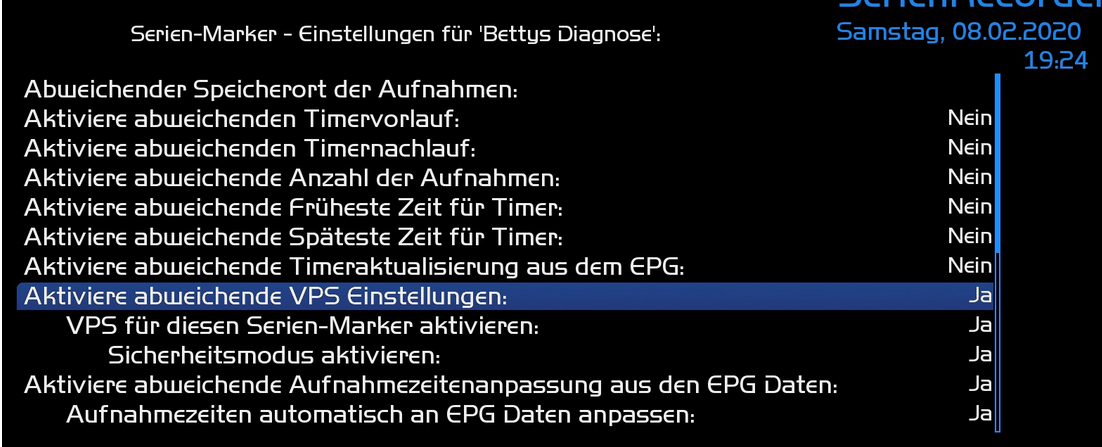 SerienRecorder
Serien-Marker - Einstellungen für 'Bettys Diagnose':
Samstag, 08.02.2020
19:24
Abweichender Speicherort der Aufnahmen:
Aktiviere abweichenden Timervorlauf: Nein
Aktiviere abweichenden Timernachlauf: Nein
Aktiviere abweichende Anzahl der Aufnahmen: Nein
Aktiviere abweichende Früheste Zeit für Timer: Nein
Aktiviere abweichende Späteste Zeit für Timer: Nein
Aktiviere abweichende Timeraktualisierung aus dem EPG: Nein
Aktiviere abweichende VPS Einstellungen: Ja
VPS für diesen Serien-Marker aktivieren: Ja
Sicherheitsmodus aktivieren: Ja
Aktiviere abweichende Aufnahmezeitenanpassung aus den EPG Daten: Ja
Aufnahmezeiten automatisch an EPG Daten anpassen: Ja